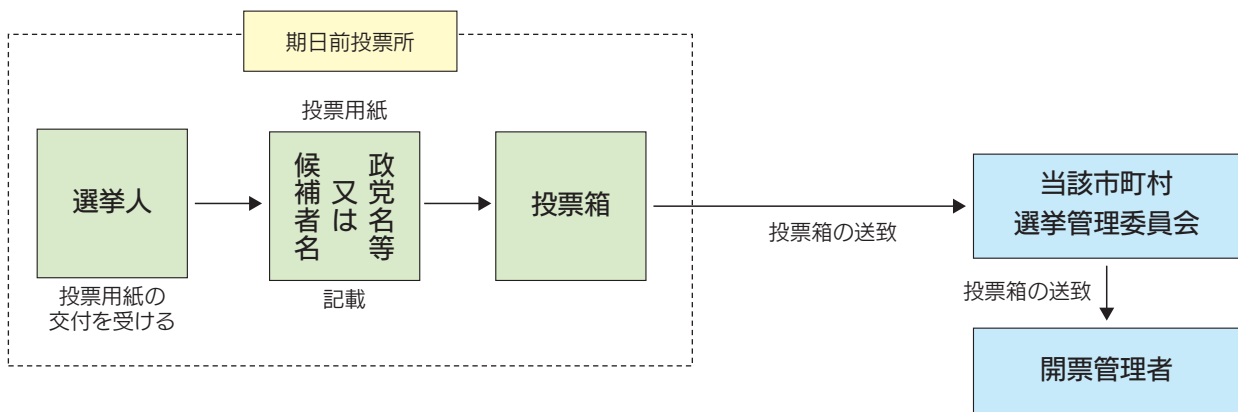 期日前投票所
投票用紙
選挙人
政党名等
又は
候補者名
投票箱
投票用紙の
交付を受ける
記載
投票箱の送致
当該市町村
選挙管理委員会
投票箱の送致
開票管理者